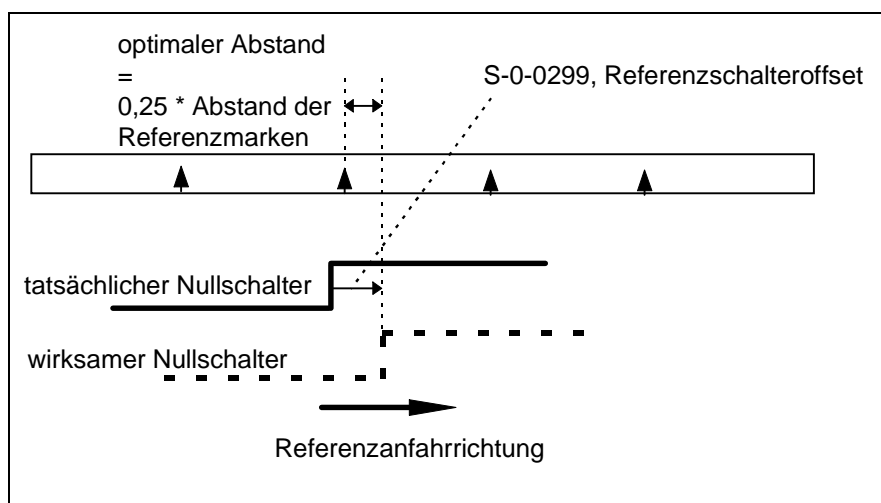 optimaler Abstand
=
0,25 * Abstand der
Referenzmarken
S-0-0299, Referenzschalteroffset
tatsächlicher Nullschalter
wirksamer Nullschalter
Referenzanfahrrichtung